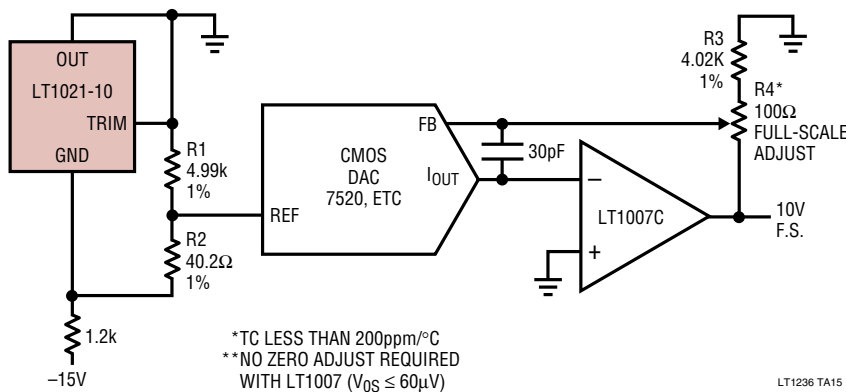 OUT
LT1021-10
TRIM
GND
R1
4.99k
1%
R2
40.2Ω
1%
1.2k
–15V
REF
CMOS
DAC
7520, ETC
FB
IOUT
30pF
–
+
LT1007C
R3
4.02K
1%
R4*
100Ω
FULL-SCALE
ADJUST
10V
F.S.
*TC LESS THAN 200ppm/°C
**NO ZERO ADJUST REQUIRED
WITH LT1007 (V0S ≤ 60μV)
LT1236 TA15